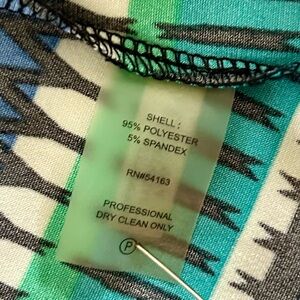 SHELL :
95% POLYESTER
5% SPANDEX
RN#54163
PROFESSIONAL
DRY CLEAN ONLY
P